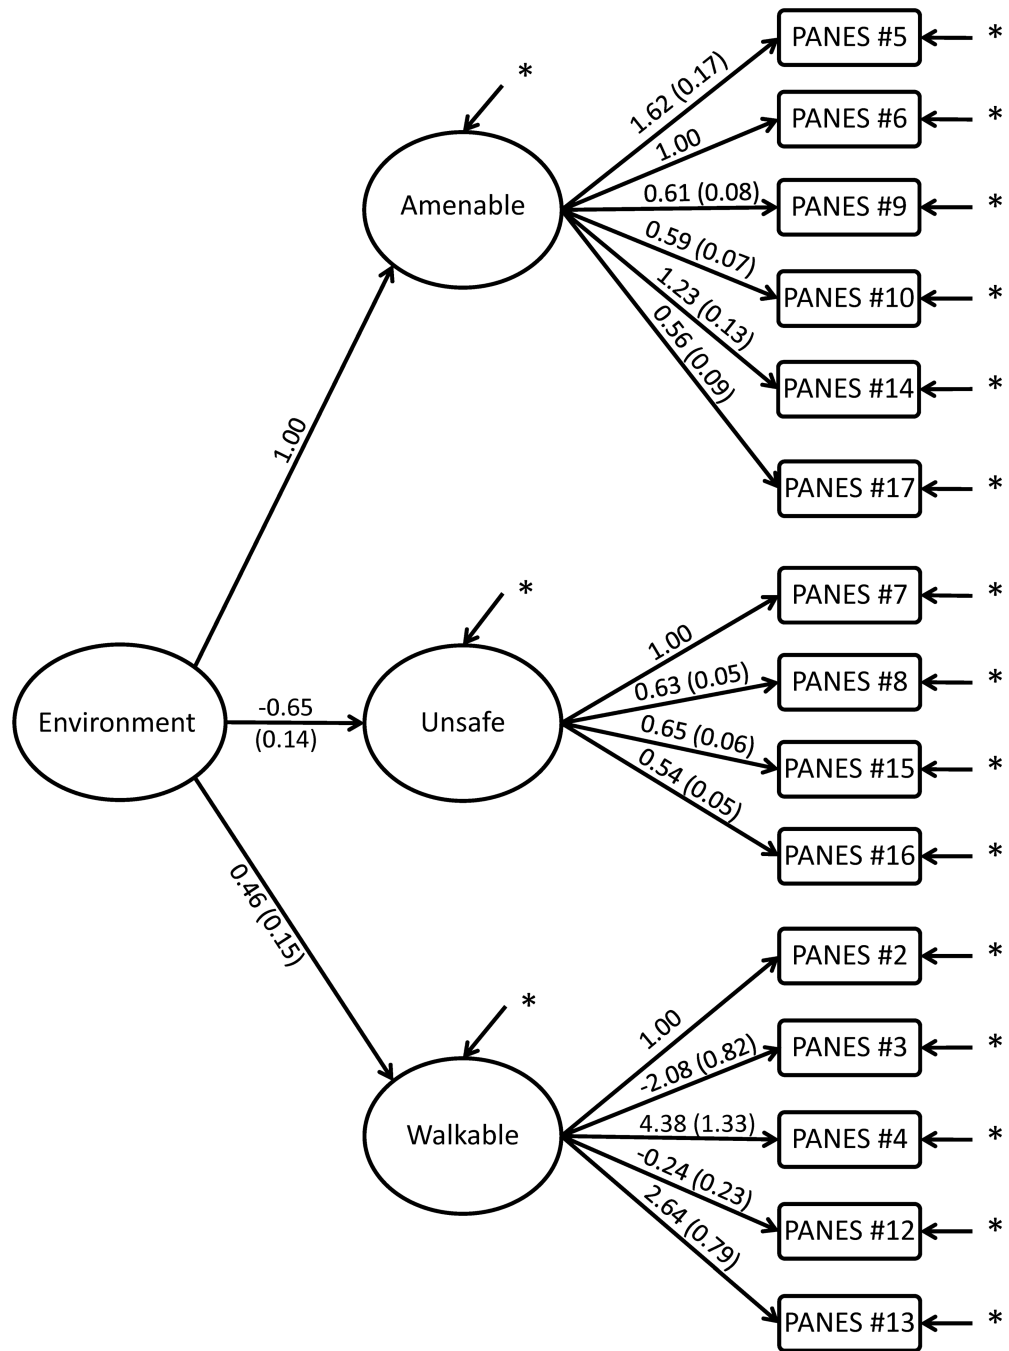 PANES #5
*
1.62 (0.17)
*
PANES #6
*
1.00
Amenable
0.61 (0.08)
PANES #9
*
0.59 (0.07)
PANES #10
*
1.23 (0.13)
PANES #14
*
0.56 (0.09)
1.00
PANES #17
*
*
PANES #7
*
1.00
0.63 (0.05)
PANES #8
*
Environment
-0.65
(0.14)
Unsafe
0.65 (0.06)
PANES #15
*
0.54 (0.05)
PANES #16
*
0.46 (0.15)
PANES #2
*
*
1.00
-2.08 (0.82)
PANES #3
*
Walkable
4.38 (1.33)
PANES #4
*
-0.24 (0.23)
PANES #12
*
2.64 (0.79)
PANES #13
*